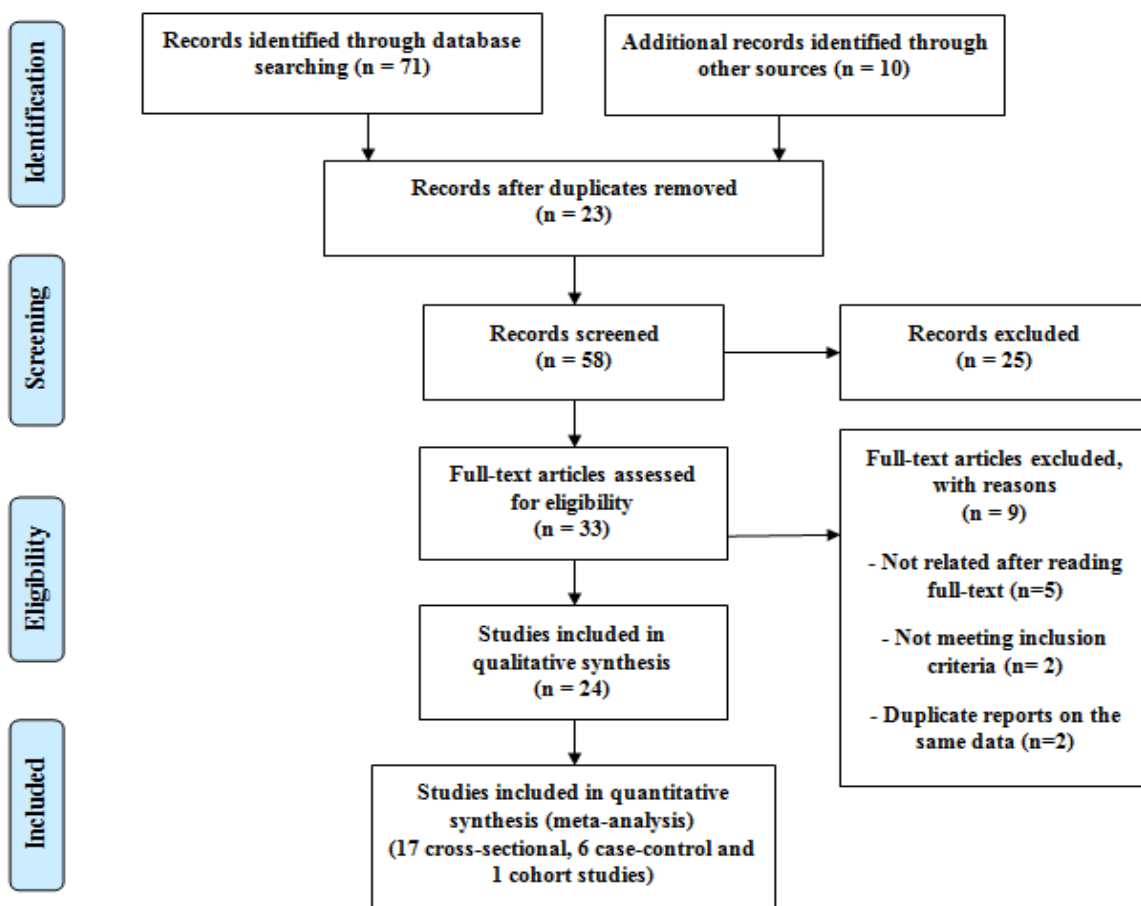 Identification
Records identified through database
searching (n = 71)
Additional records identified through
other sources (n = 10)
Records after duplicates removed
(n = 23)
Screening
Records screened
(n = 58)
Records excluded
(n = 25)
Eligibility
Full-text articles assessed
for eligibility
(n = 33)
Full-text articles excluded,
with reasons
(n = 9)
- Not related after reading
full-text (n=5)
- Not meeting inclusion
criteria (n= 2)
- Duplicate reports on the
same data (n=2)
Studies included in
qualitative synthesis
(n = 24)
Included
Studies included in quantitative
synthesis (meta-analysis)
(17 cross-sectional, 6 case-control and
1 cohort studies)